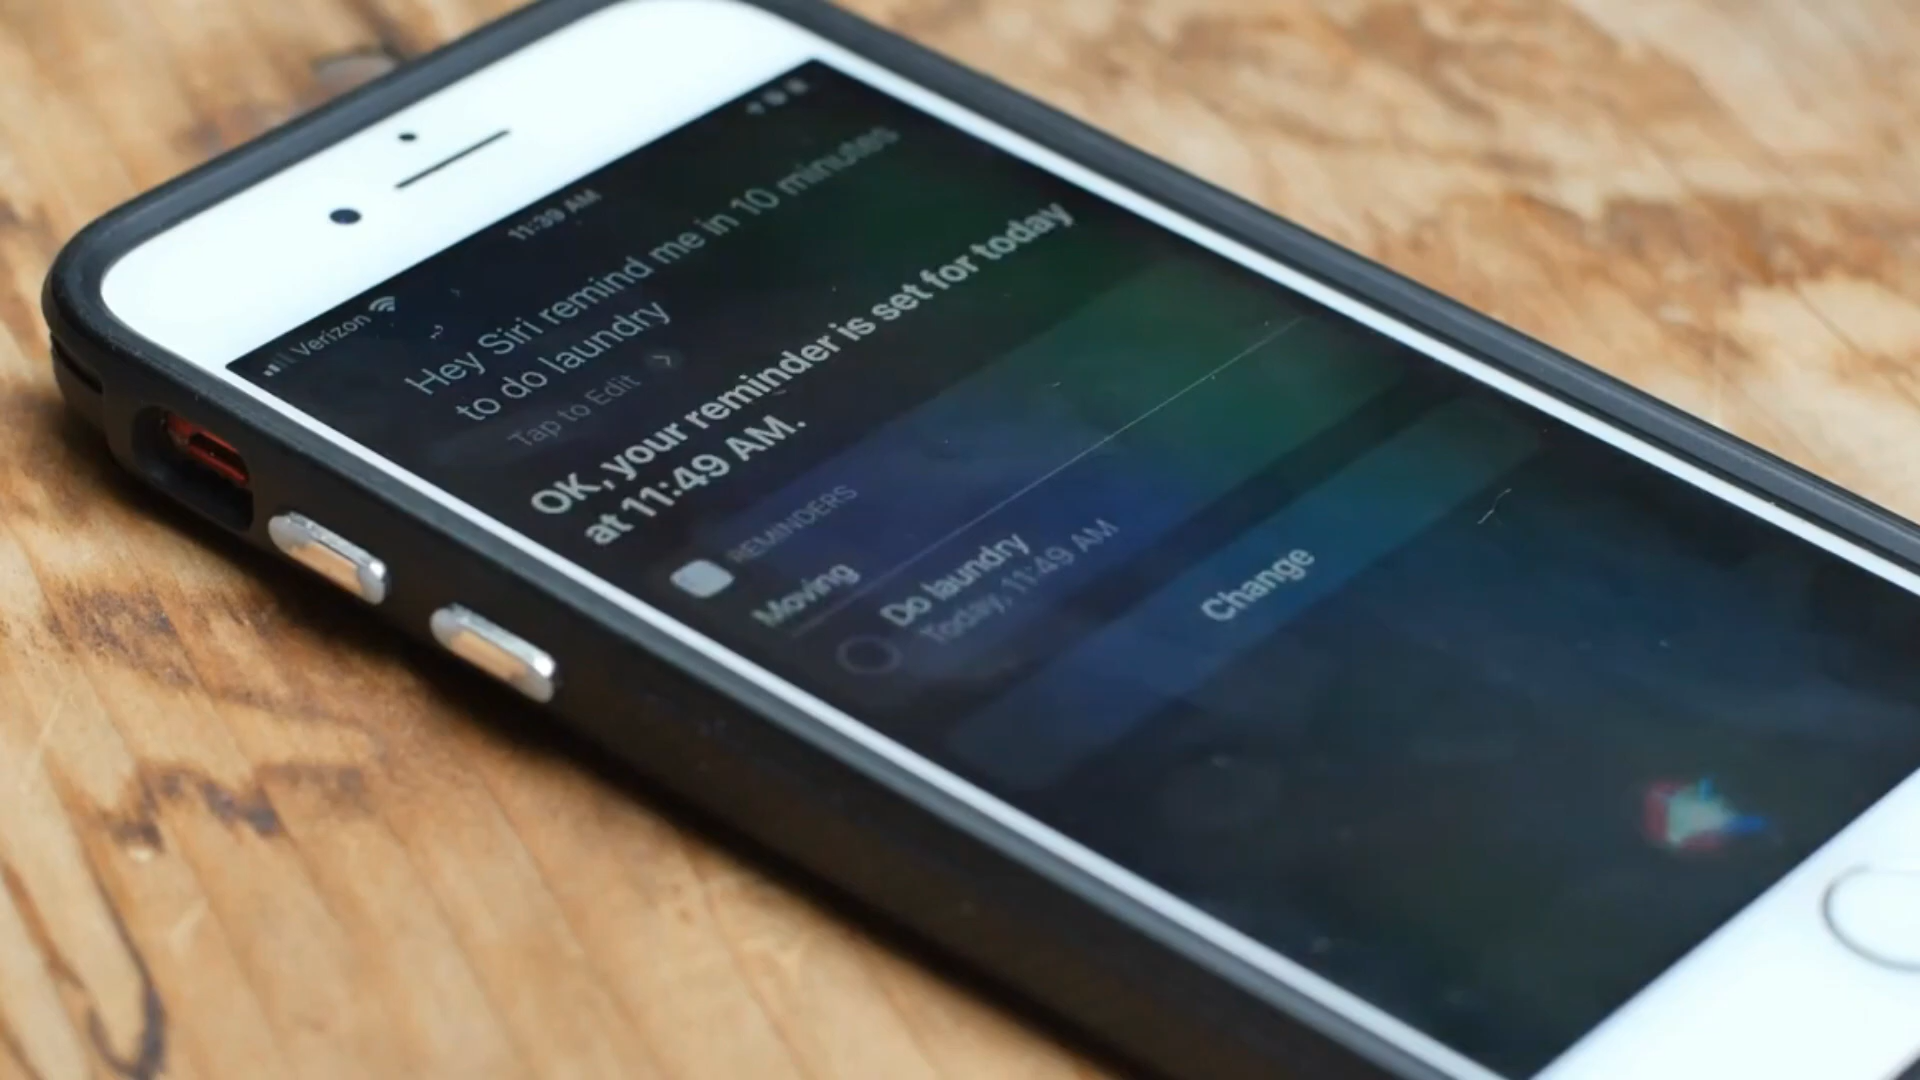 Verizon 11:39 AM
Hey Siri remind me in 10 minutes
to do laundry
Tap to Edit >
OK, your reminder is set for today
at 11:49 AM.
REMINDERS
Moving
Do laundry
Today, 11:49 AM
Change